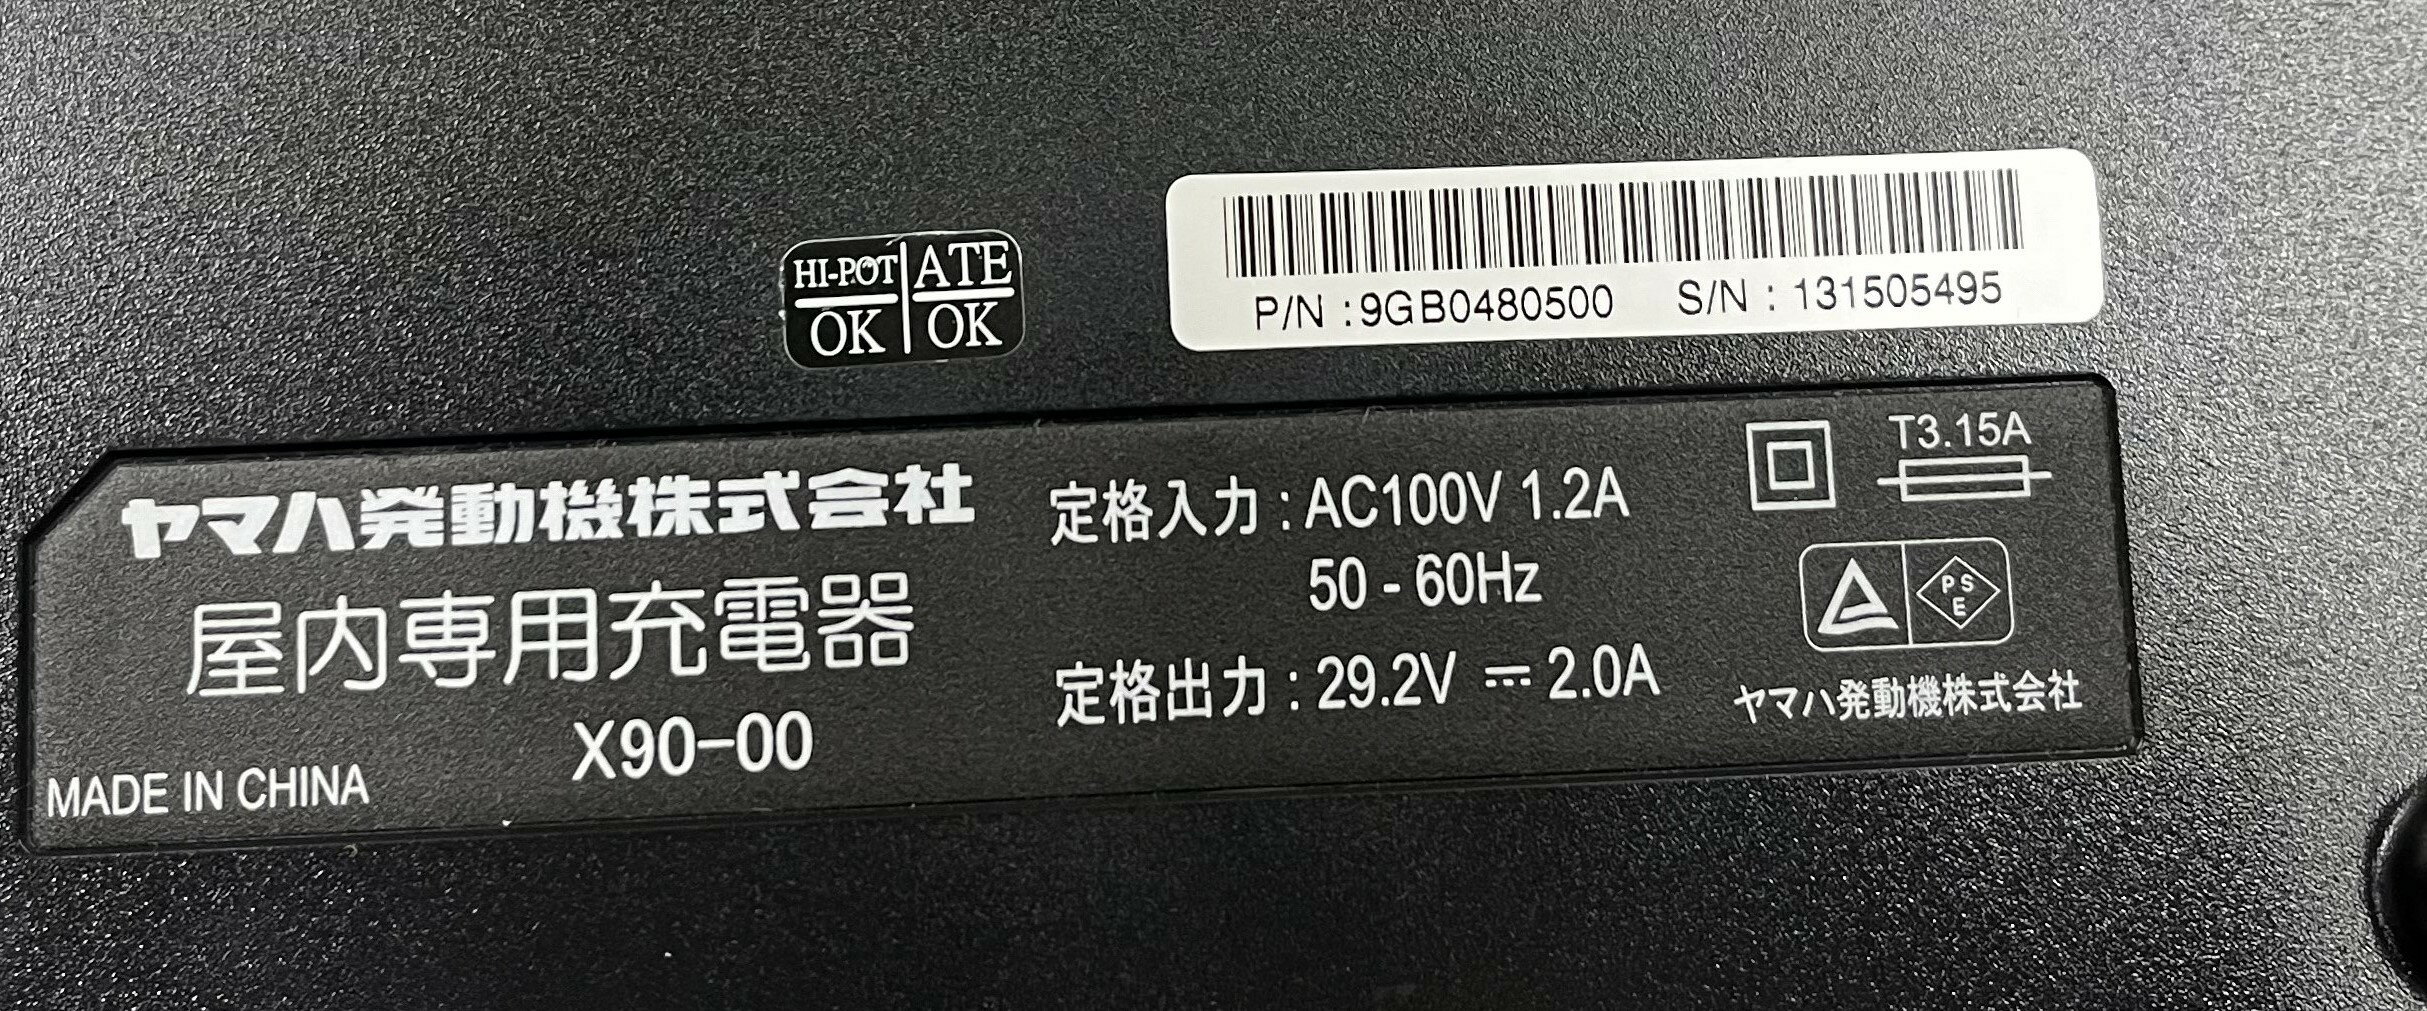 HI-POT ATE
OK OK
P/N :9GB0480500 S/N : 131505495
ヤマハ発動機株式会社
屋内専用充電器
X90-00
MADE IN CHINA
定格入力 : AC100V 1.2A
50 - 60Hz
定格出力 : 29.2V ⎓ 2.0A
T3.15A
PS
E
ヤマハ発動機株式会社